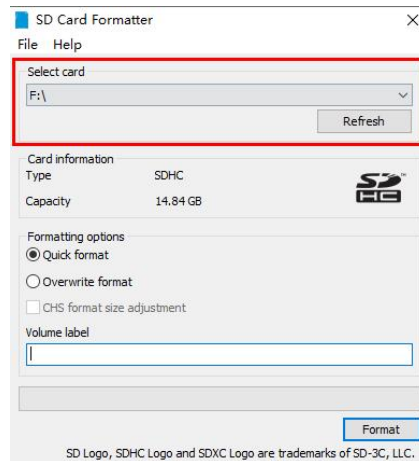 SD Card Formatter
File Help
Select card
F:\
Refresh
Card information
Type SDHC
SD
HC
Capacity 14.84 GB
Formatting options
Quick format
Overwrite format
CHS format size adjustment
Volume label
Format
SD Logo, SDHC Logo and SDXC Logo are trademarks of SD-3C, LLC.